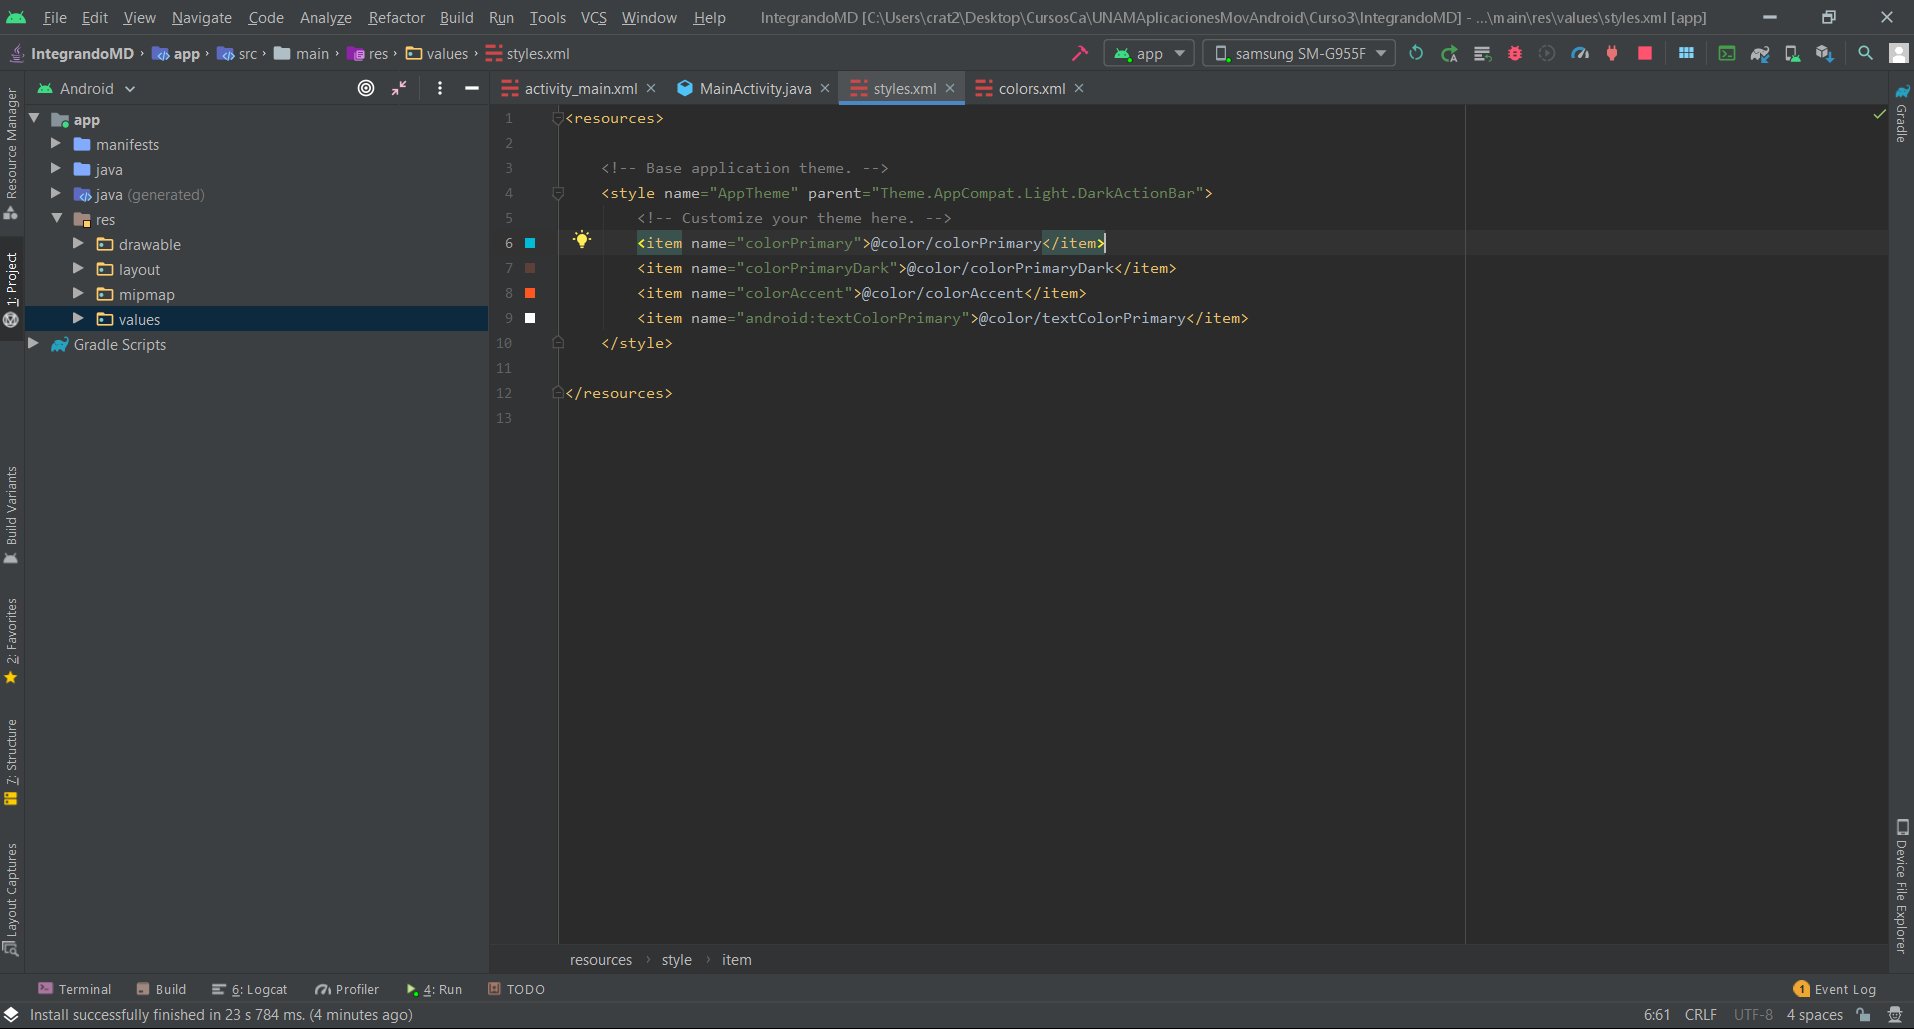 File Edit View Navigate Code Analyze Refactor Build Run Tools VCS Window Help IntegrandoMD [C:\Users\crat2\Desktop\CursosCa\UNAMAplicacionesMovAndroid\Curso3\IntegrandoMD] - ...\main\res\values\styles.xml [app]
IntegrandoMD app src main res values styles.xml app samsung SM-G955F
Android
activity_main.xml MainActivity.java styles.xml colors.xml
app
manifests
java
java (generated)
res
drawable
layout
mipmap
values
Gradle Scripts
Resource Manager
1: Project
Build Variants
2: Favorites
7: Structure
Layout Captures
1 <resources>
2
3 <!-- Base application theme. -->
4 <style name="AppTheme" parent="Theme.AppCompat.Light.DarkActionBar">
5 <!-- Customize your theme here. -->
6 <item name="colorPrimary">@color/colorPrimary</item>
7 <item name="colorPrimaryDark">@color/colorPrimaryDark</item>
8 <item name="colorAccent">@color/colorAccent</item>
9 <item name="android:textColorPrimary">@color/textColorPrimary</item>
10 </style>
11
12 </resources>
13
Gradle
Device File Explorer
resources style item
Terminal Build 6: Logcat Profiler 4: Run TODO 1 Event Log
Install successfully finished in 23 s 784 ms. (4 minutes ago) 6:61 CRLF UTF-8 4 spaces